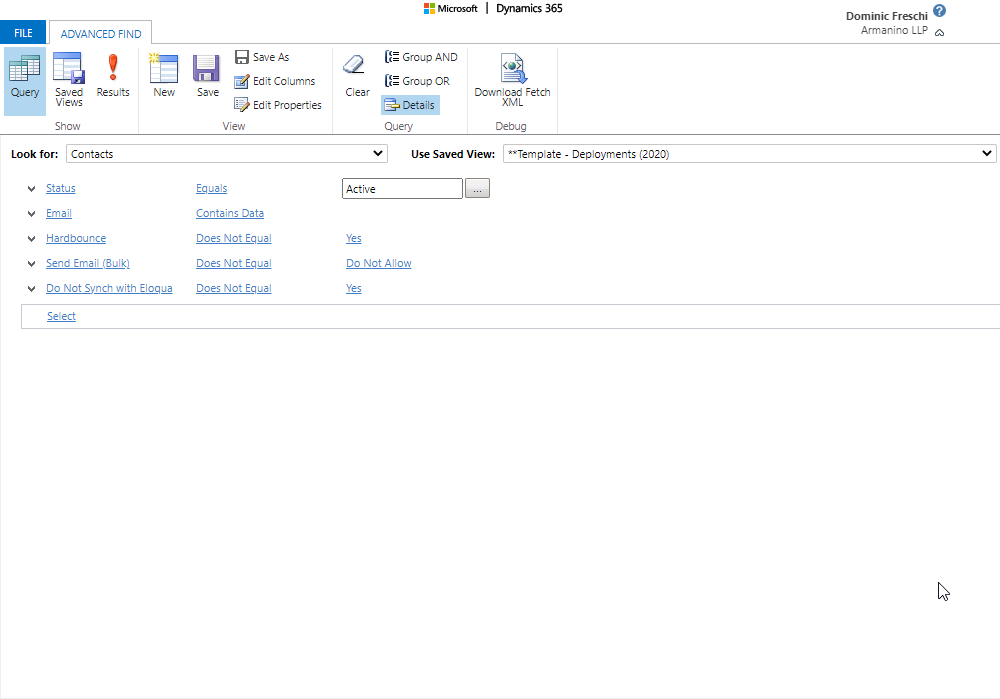 Microsoft | Dynamics 365
Dominic Freschi
Armanino LLP
FILE
ADVANCED FIND
Query
Saved Views
Results
Show
New
Save
Save As
Edit Columns
Edit Properties
View
Clear
Group AND
Group OR
Details
Query
Download Fetch XML
Debug
Look for: Contacts
Use Saved View: **Template - Deployments (2020)
Status Equals Active ...
Email Contains Data
Hardbounce Does Not Equal Yes
Send Email (Bulk) Does Not Equal Do Not Allow
Do Not Synch with Eloqua Does Not Equal Yes
Select